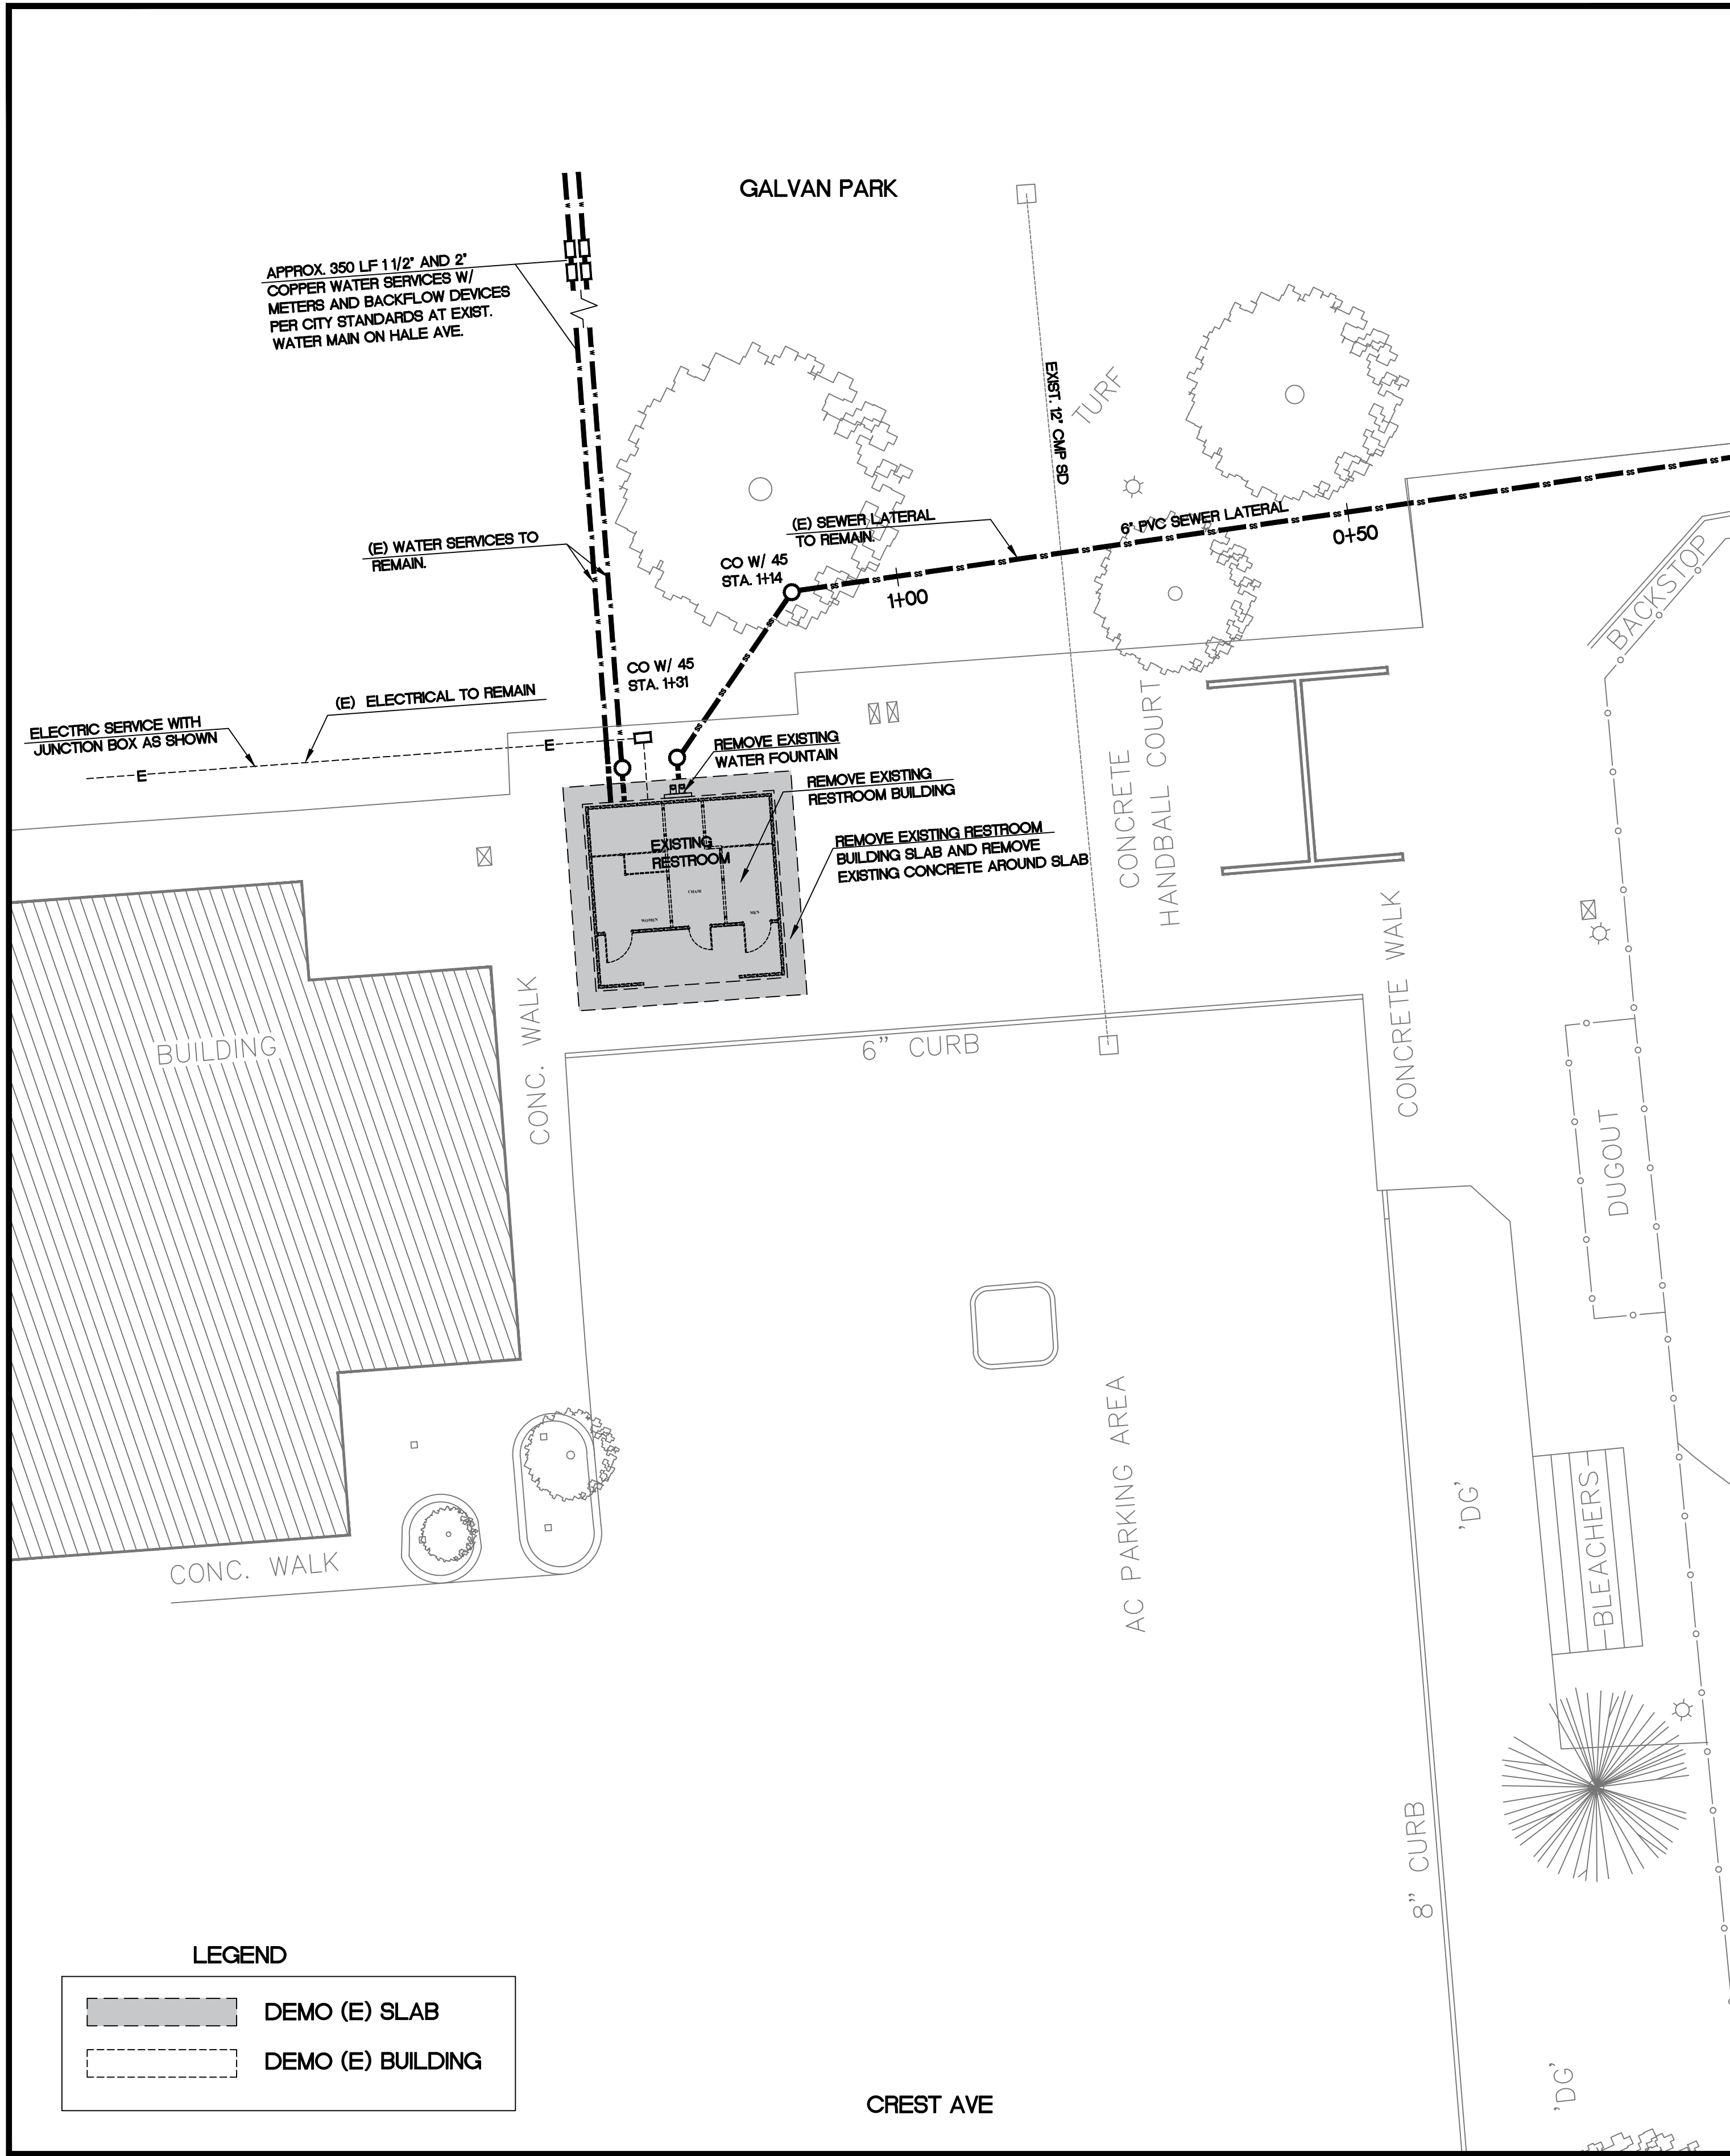 GALVAN PARK
APPROX. 350 LF 1 1/2" AND 2"
COPPER WATER SERVICES W/
METERS AND BACKFLOW DEVICES
PER CITY STANDARDS AT EXIST.
WATER MAIN ON HALE AVE.
EXIST. 12" CMP SD
TURF
(E) WATER SERVICES TO
REMAIN.
(E) SEWER LATERAL
TO REMAIN.
6" PVC SEWER LATERAL
0+50
CO W/ 45
STA. 1+14
1+00
BACKSTOP
CO W/ 45
STA. 1+31
(E) ELECTRICAL TO REMAIN
ELECTRIC SERVICE WITH
JUNCTION BOX AS SHOWN
E
E
REMOVE EXISTING
WATER FOUNTAIN
REMOVE EXISTING
RESTROOM BUILDING
REMOVE EXISTING RESTROOM
BUILDING SLAB AND REMOVE
EXISTING CONCRETE AROUND SLAB
EXISTING
RESTROOM
CHASE
WOMEN
MEN
CONCRETE
HANDBALL COURT
CONCRETE WALK
BUILDING
CONC. WALK
6" CURB
DUGOUT
AC PARKING AREA
'DG'
BLEACHERS
CONC. WALK
8" CURB
'DG'
LEGEND
DEMO (E) SLAB
DEMO (E) BUILDING
CREST AVE